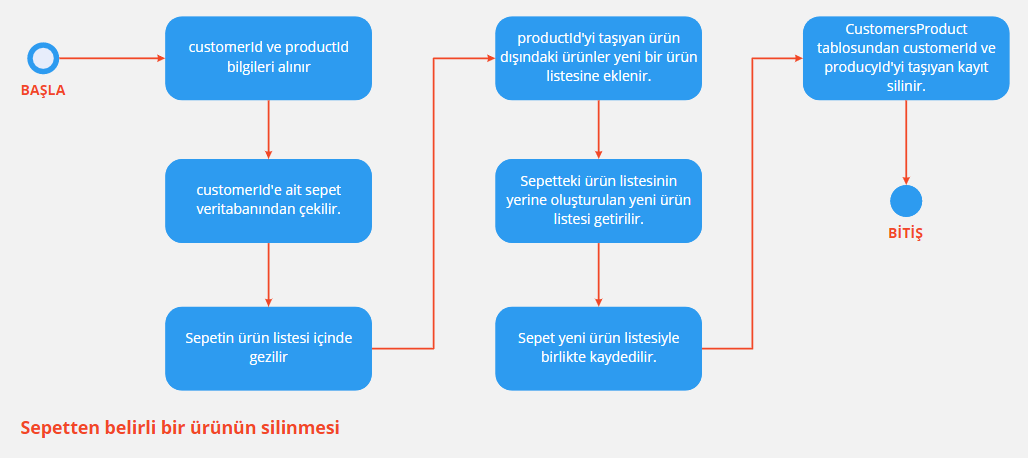 BAŞLA
customerId ve productId
bilgileri alınır
customerId'e ait sepet
veritabanından çekilir.
Sepetin ürün listesi içinde
gezilir
productId'yi taşıyan ürün
dışındaki ürünler yeni bir ürün
listesine eklenir.
Sepetteki ürün listesinin
yerine oluşturulan yeni ürün
listesi getirilir.
Sepet yeni ürün listesiyle
birlikte kaydedilir.
CustomersProduct
tablosundan customerId ve
producyId'yi taşıyan kayıt
silinir.
BİTİŞ
Sepetten belirli bir ürünün silinmesi